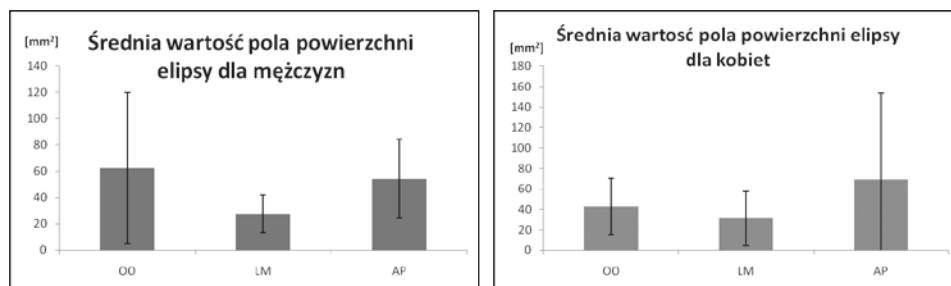 [mm²]
Średnia wartość pola powierzchni
elipsy dla mężczyzn
140
120
100
80
60
40
20
0
OO
LM
AP
[mm²]
Średnia wartosć pola powierzchni elipsy
dla kobiet
180
160
140
120
100
80
60
40
20
0
OO
LM
AP